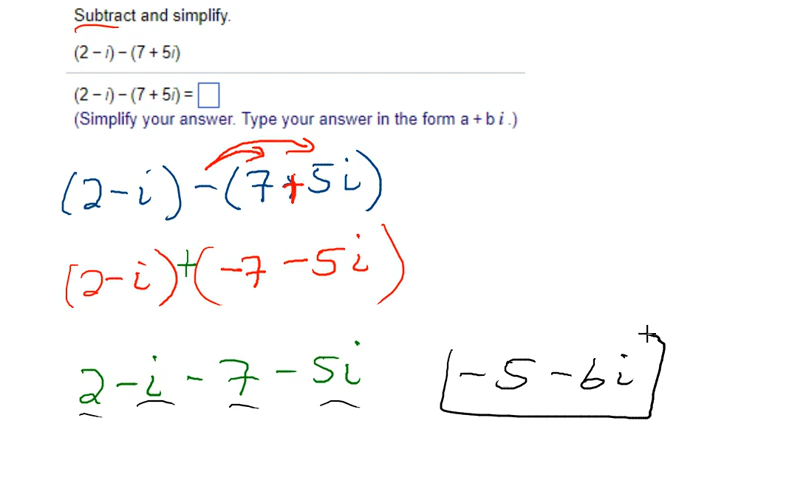 Subtract and simplify.
(2 − i) − (7 + 5i)
(2 − i) − (7 + 5i) =
(Simplify your answer. Type your answer in the form a + b i .)
(2 − i) − (7 + 5i)
(2 − i) + (−7 − 5i)
2 − i − 7 − 5i
−5 − 6i